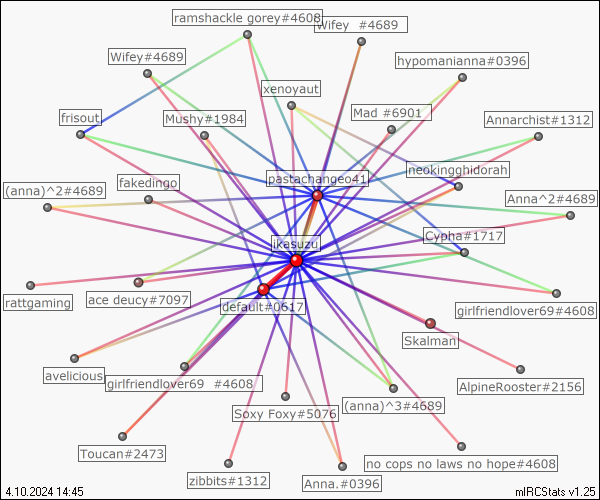 ramshackle gorey#4608
Wifey #4689
Wifey#4689
hypomanianna#0396
xenoyaut
frisout
Mushy#1984
Mad #6901
Annarchist#1312
(anna)^2#4689
fakedingo
pastachangeo41
neokingghidorah
Anna^2#4689
ikasuzu
Cypha#1717
rattgaming
ace deucy#7097
default#0617
girlfriendlover69#4608
Skalman
avelicious
girlfriendlover69 #4608
AlpineRooster#2156
Soxy Foxy#5076
(anna)^3#4689
Toucan#2473
zibbits#1312
Anna.#0396
no cops no laws no hope#4608
4.10.2024 14:45
mIRCStats v1.25